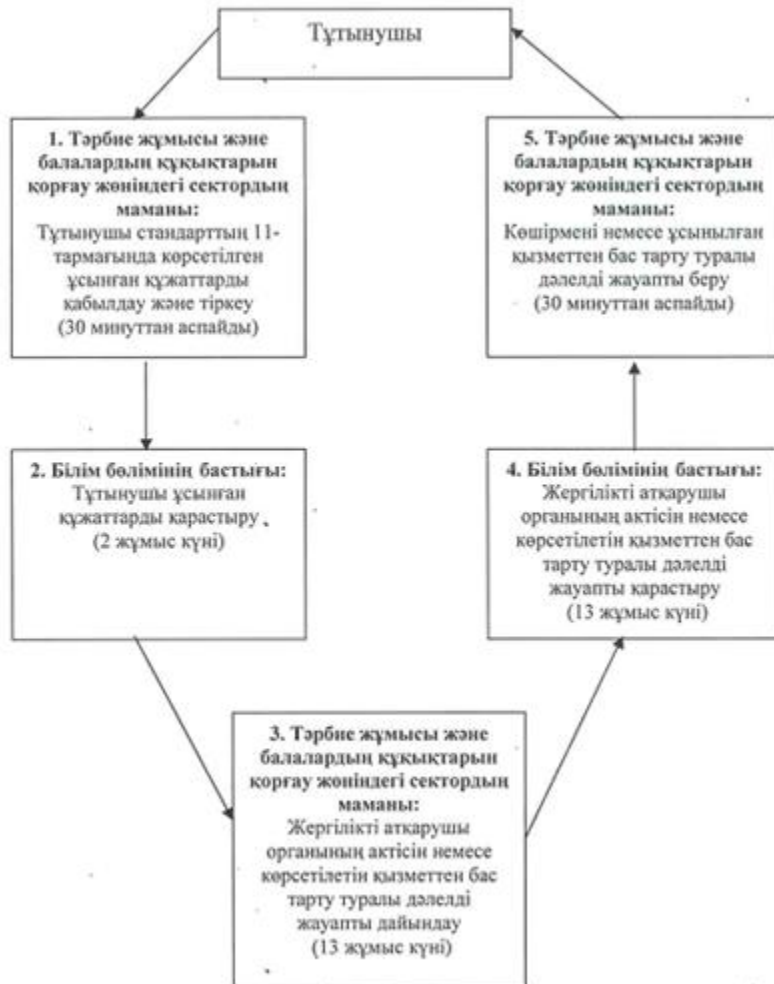 Тұтынушы
1. Тәрбие жұмысы және
балалардың құқықтарын
қорғау жөніндегі сектордың
маманы:
Тұтынушы стандарттың 11-
тармағында көрсетілген
ұсынған құжаттарды
қабылдау және тіркеу
(30 минуттан аспайды)
2. Білім бөлімінің бастығы:
Тұтынушы ұсынған
құжаттарды қарастыру
(2 жұмыс күні)
3. Тәрбие жұмысы және
балалардың құқықтарын
қорғау жөніндегі сектордың
маманы:
Жергілікті атқарушы
органының актісін немесе
көрсетілетін қызметтен бас
тарту туралы дәлелді
жауапты дайындау
(13 жұмыс күні)
4. Білім бөлімінің бастығы:
Жергілікті атқарушы
органының актісін немесе
көрсетілетін қызметтен бас
тарту туралы дәлелді
жауапты қарастыру
(13 жұмыс күні)
5. Тәрбие жұмысы және
балалардың құқықтарын
қорғау жөніндегі сектордың
маманы:
Көшірмені немесе ұсынылған
қызметтен бас тарту туралы
дәлелді жауапты беру
(30 минуттан аспайды)